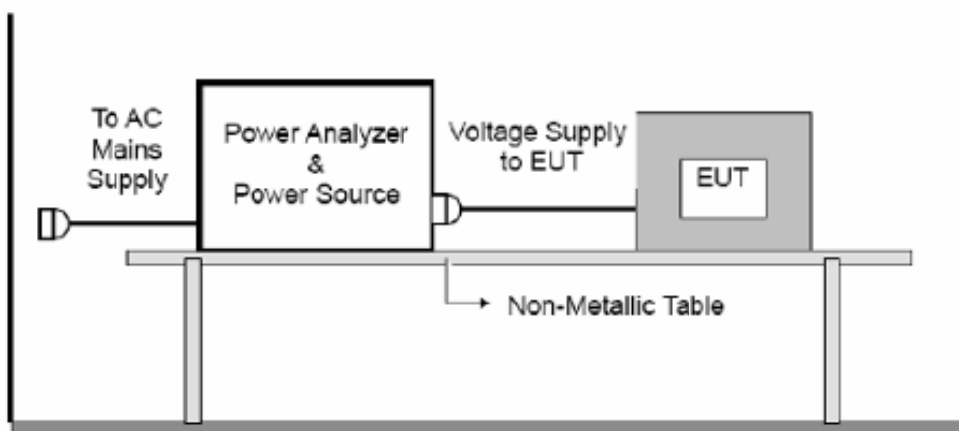 To AC
Mains
Supply
Power Analyzer
&
Power Source
Voltage Supply
to EUT
EUT
Non-Metallic Table